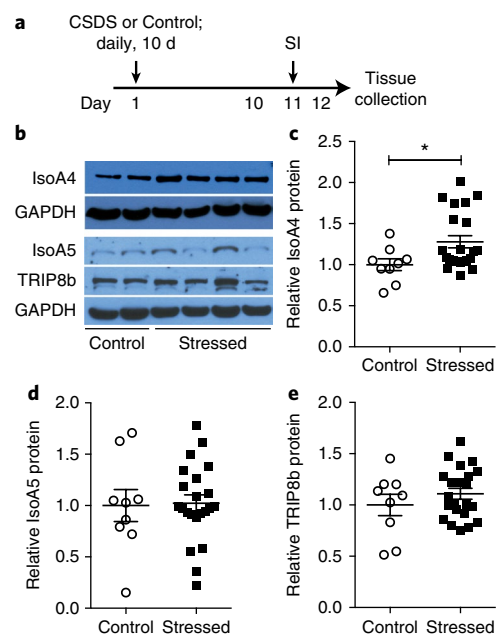 a
CSDS or Control;
daily, 10 d
SI
Day 1 10 11 12
Tissue
collection
b
IsoA4
GAPDH
IsoA5
TRIP8b
GAPDH
Control Stressed
c
Relative IsoA4 protein
2.5
2.0
1.5
1.0
0.5
0.0
*
Control Stressed
d
Relative IsoA5 protein
2.0
1.5
1.0
0.5
0.0
Control Stressed
e
Relative TRIP8b protein
2.0
1.5
1.0
0.5
0.0
Control Stressed